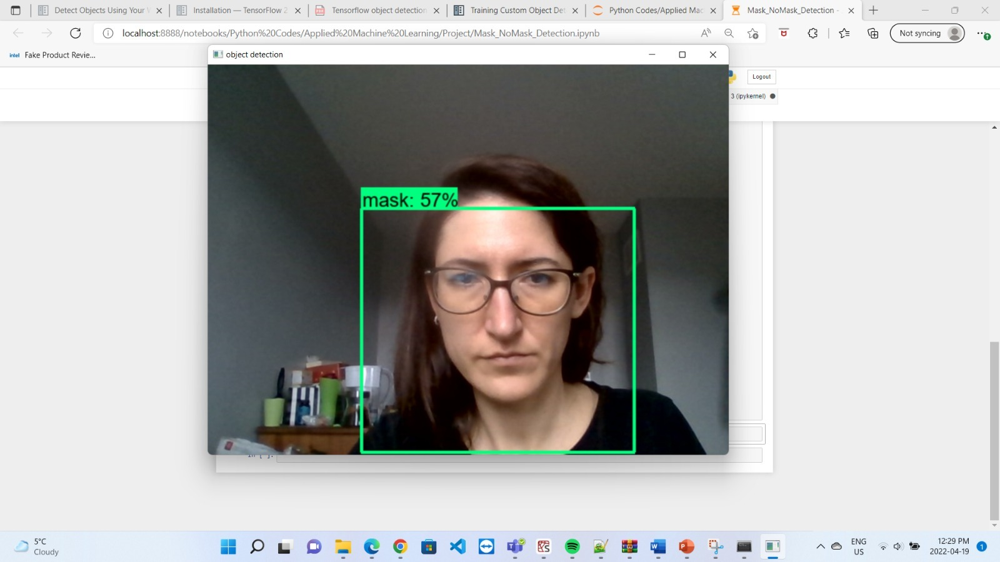 Detect Objects Using Your W
Installation — TensorFlow 2
Tensorflow object detection
Training Custom Object Det
Python Codes/Applied Mac
Mask_NoMask_Detection -
localhost:8888/notebooks/Python%20Codes/Applied%20Machine%20Learning/Project/Mask_NoMask_Detection.ipynb
Not syncing
intel Fake Product Revie...
object detection
Logout
3 (ipykernel)
mask: 57%
In [ ]:
5°C
Cloudy
ENG
US
12:29 PM
2022-04-19
1